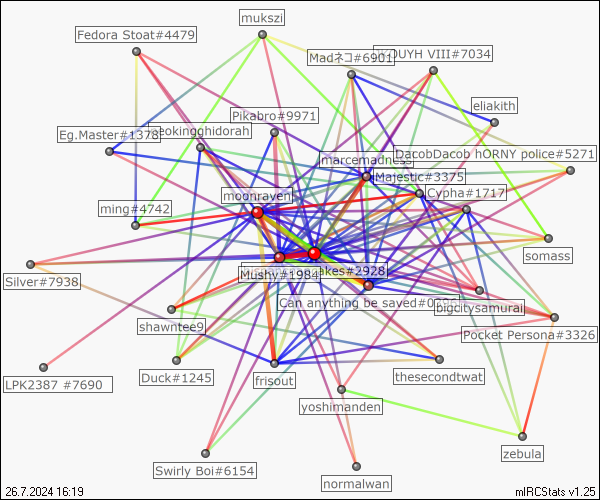 mukszi
Fedora Stoat#4479
Madネコ#6901
OUYH VIII#7034
eliakith
Pikabro#9971
Eg.Master#1378
eokingghidorah
DacobDacob hORNY police#5271
marcemadness
Majestic#3375
moonraven
Cypha#1717
ming#4742
somass
Silver#7938
Mushy#1984
akes#2928
Can anything be saved#0
bigcitysamurai
shawntee9
Pocket Persona#3326
LPK2387 #7690
Duck#1245
frisout
thesecondtwat
yoshimanden
zebula
Swirly Boi#6154
normalwan
26.7.2024 16:19
mIRCStats v1.25